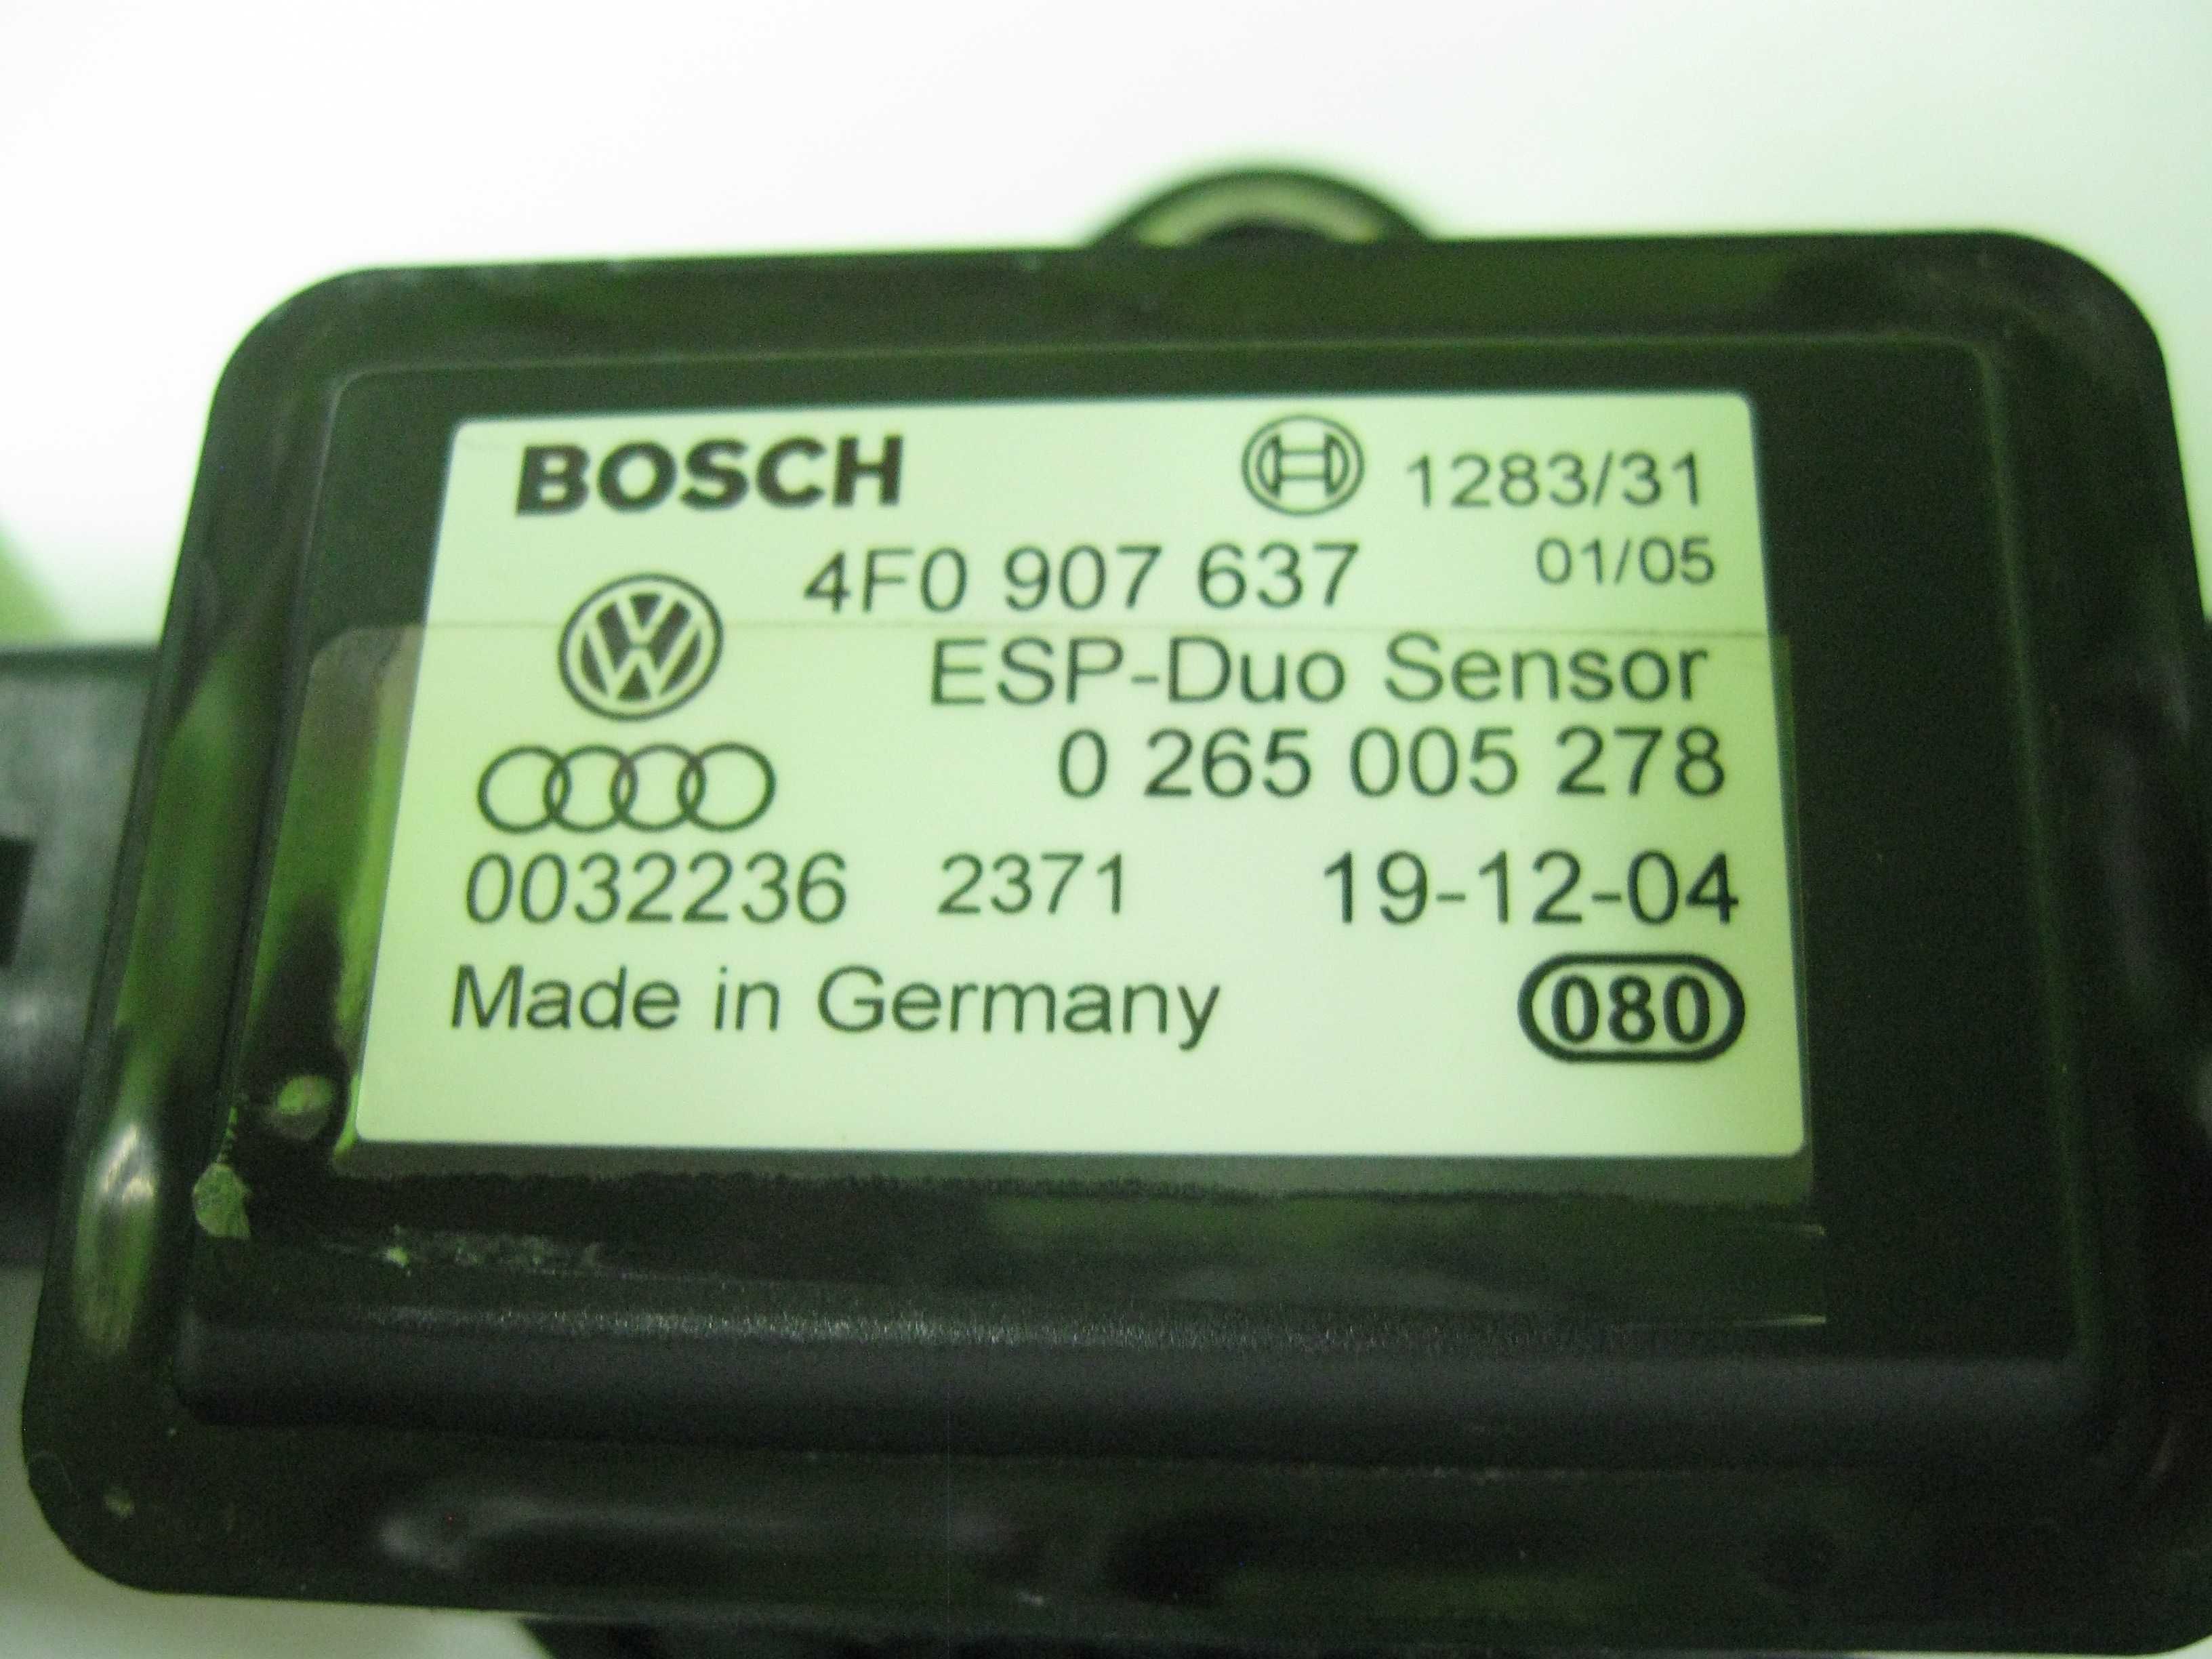 BOSCH 1283/31
4F0 907 637 01/05
ESP-Duo Sensor
0 265 005 278
0032236 2371 19-12-04
Made in Germany 080